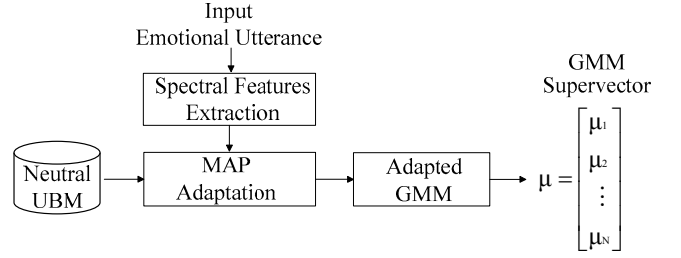 Input
Emotional Utterance
Spectral Features
Extraction
Neutral
UBM
MAP
Adaptation
Adapted
GMM
GMM
Supervector
μ =
μ1
μ2
⋮
μN